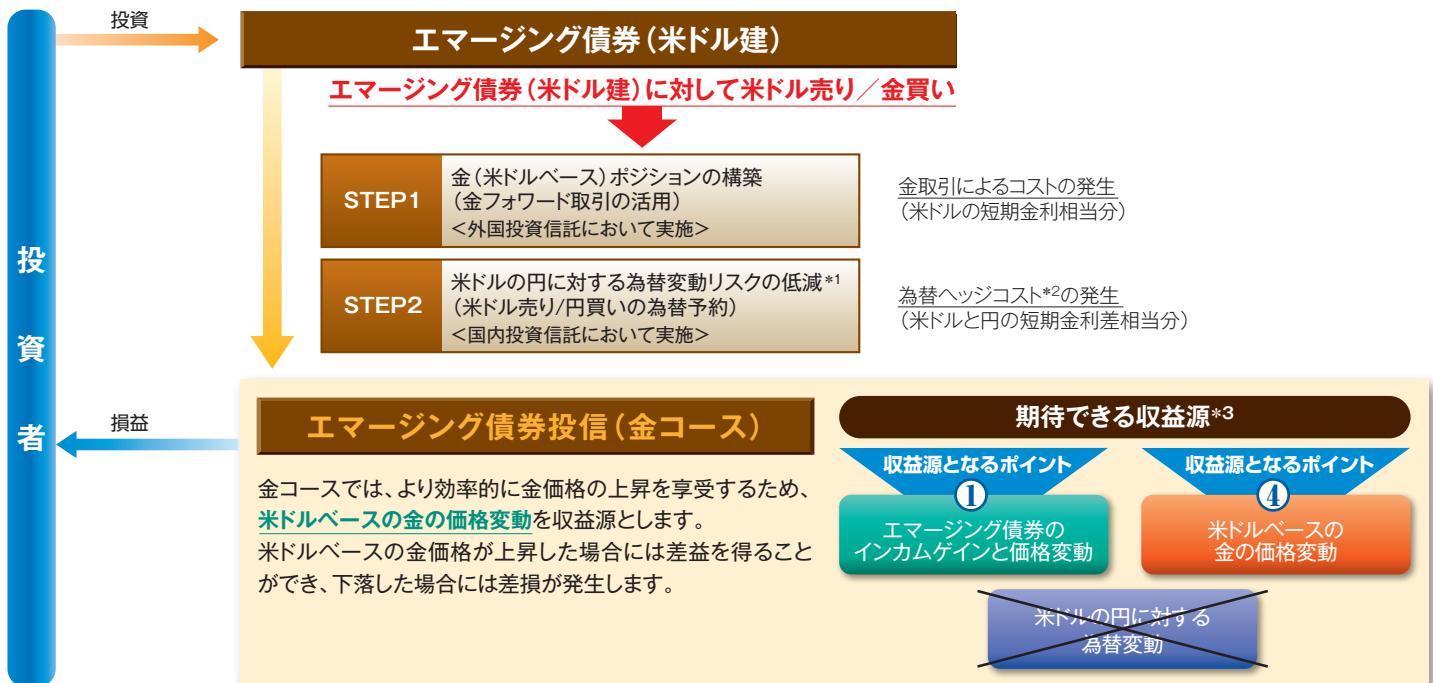 投資
エマージング債券（米ドル建）
エマージング債券（米ドル建）に対して米ドル売り／金買い
STEP1
金（米ドルベース）ポジションの構築
（金フォワード取引の活用）
＜外国投資信託において実施＞
金取引によるコストの発生
（米ドルの短期金利相当分）
STEP2
米ドルの円に対する為替変動リスクの低減*1
（米ドル売り/円買いの為替予約）
＜国内投資信託において実施＞
為替ヘッジコスト*2の発生
（米ドルと円の短期金利差相当分）
投資者
損益
エマージング債券投信（金コース）
金コースでは、より効率的に金価格の上昇を享受するため、
米ドルベースの金の価格変動を収益源とします。
米ドルベースの金価格が上昇した場合には差益を得ること
ができ、下落した場合には差損が発生します。
期待できる収益源*3
収益源となるポイント
①
エマージング債券の
インカムゲインと価格変動
収益源となるポイント
④
米ドルベースの
金の価格変動
米ドルの円に対する
為替変動